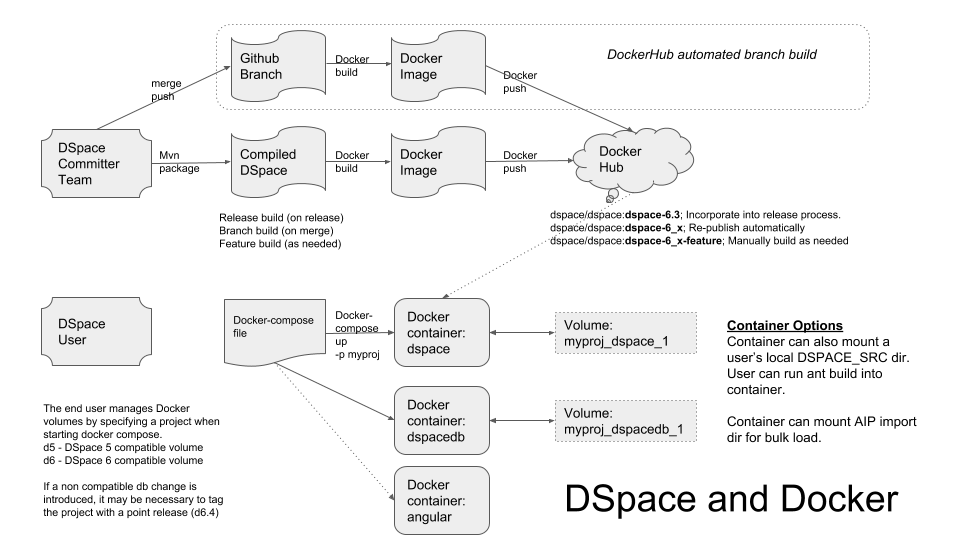 DockerHub automated branch build
Github
Branch
Docker
build
Docker
Image
Docker
push
merge
push
DSpace
Committer
Team
Mvn
package
Compiled
DSpace
Docker
build
Docker
Image
Docker
push
Docker
Hub
Release build (on release)
Branch build (on merge)
Feature build (as needed)
dspace/dspace:dspace-6.3; Incorporate into release process.
dspace/dspace:dspace-6_x; Re-publish automatically
dspace/dspace:dspace-6_x-feature; Manually build as needed
DSpace
User
Docker-compose
file
Docker-
compose
up
-p myproj
Docker
container:
dspace
Volume:
myproj_dspace_1
Container Options
Container can also mount a
user's local DSPACE_SRC dir.
User can run ant build into
container.
Container can mount AIP import
dir for bulk load.
Docker
container:
dspacedb
Volume:
myproj_dspacedb_1
The end user manages Docker
volumes by specifying a project when
starting docker compose.
d5 - DSpace 5 compatible volume
d6 - DSpace 6 compatible volume
If a non compatible db change is
introduced, it may be necessary to tag
the project with a point release (d6.4)
Docker
container:
angular
DSpace and Docker